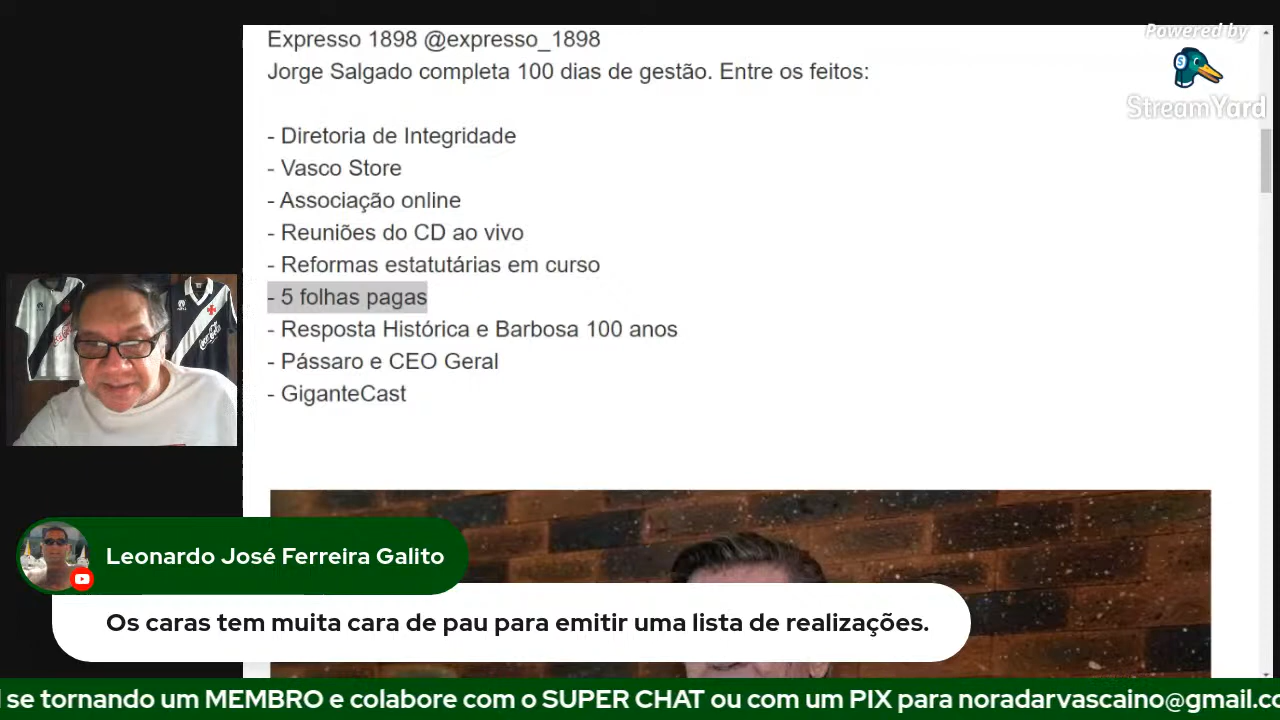 Powered by
StreamYard
Expresso 1898 @expresso_1898
Jorge Salgado completa 100 dias de gestão. Entre os feitos:
- Diretoria de Integridade
- Vasco Store
- Associação online
- Reuniões do CD ao vivo
- Reformas estatutárias em curso
- 5 folhas pagas
- Resposta Histórica e Barbosa 100 anos
- Pássaro e CEO Geral
- GiganteCast
Leonardo José Ferreira Galito
Os caras tem muita cara de pau para emitir uma lista de realizações.
se tornando um MEMBRO e colabore com o SUPER CHAT ou com um PIX para noradarvascaino@gmail.co